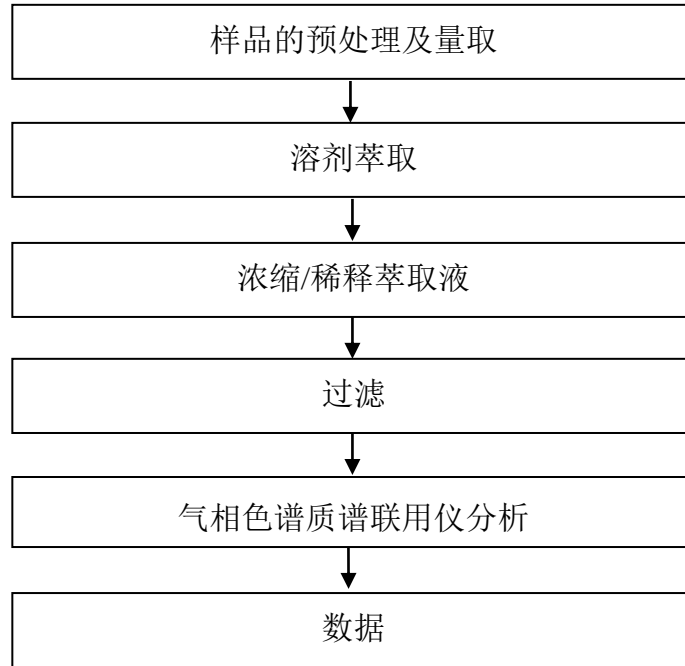 样品的预处理及量取
溶剂萃取
浓缩/稀释萃取液
过滤
气相色谱质谱联用仪分析
数据